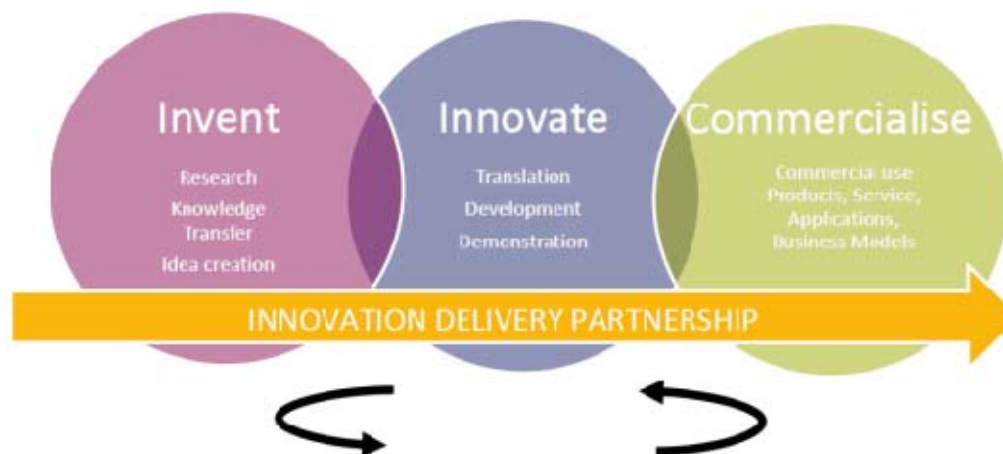 Invent
Research
Knowledge
Transfer
Idea creation
Innovate
Translation
Development
Demonstration
Commercialise
Commercial use
Products, Service,
Applications,
Business Models
INNOVATION DELIVERY PARTNERSHIP